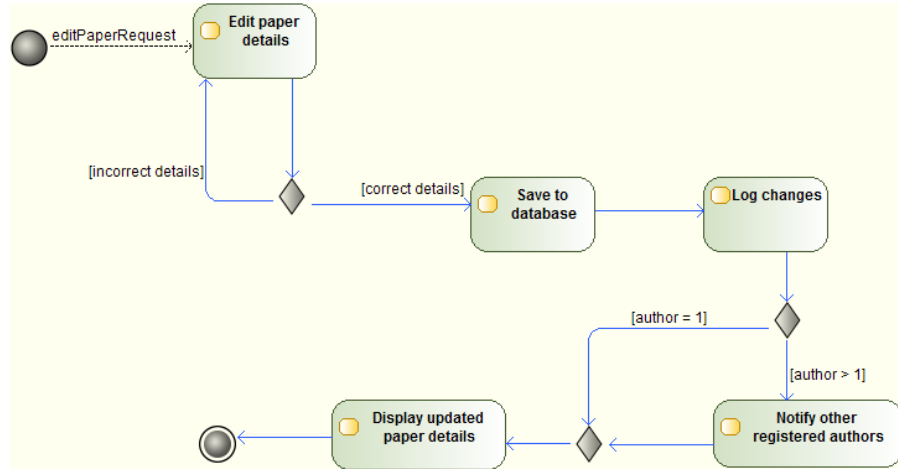 editPaperRequest
Edit paper
details
[incorrect details]
[correct details]
Save to
database
Log changes
[author = 1]
[author > 1]
Display updated
paper details
Notify other
registered authors